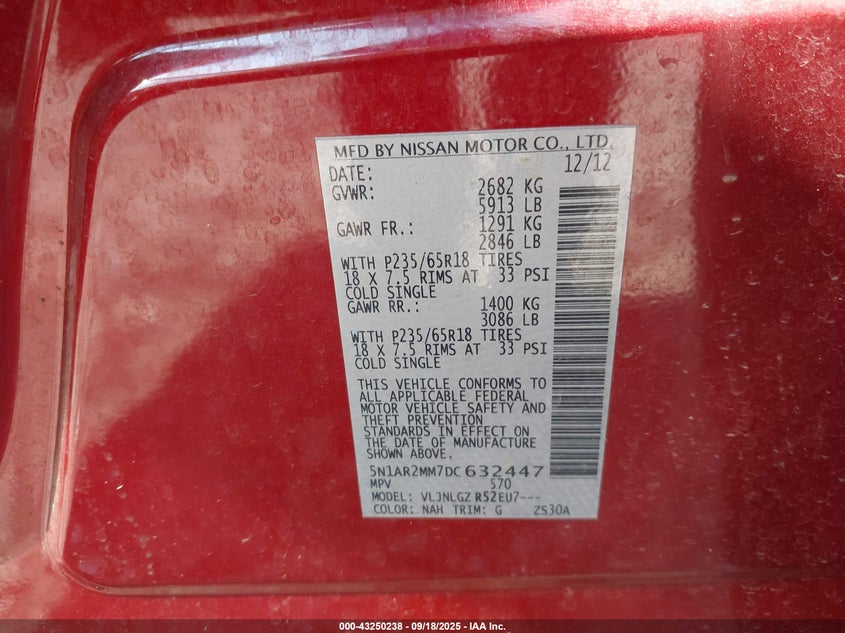 MFD BY NISSAN MOTOR CO., LTD.
DATE: 12/12
GVWR: 2682 KG
5913 LB
GAWR FR.: 1291 KG
2846 LB
WITH P235/65R18 TIRES
18 X 7.5 RIMS AT 33 PSI
COLD SINGLE
GAWR RR.: 1400 KG
3086 LB
WITH P235/65R18 TIRES
18 X 7.5 RIMS AT 33 PSI
COLD SINGLE
THIS VEHICLE CONFORMS TO
ALL APPLICABLE FEDERAL
MOTOR VEHICLE SAFETY AND
THEFT PREVENTION
STANDARDS IN EFFECT ON
THE DATE OF MANUFACTURE
SHOWN ABOVE.
5N1AR2MM7DC632447
MPV 570
MODEL: VLJNLGZ R52EU7---
COLOR: NAH TRIM: G ZS30A
000-43250238 - 09/18/2025 - IAA Inc.